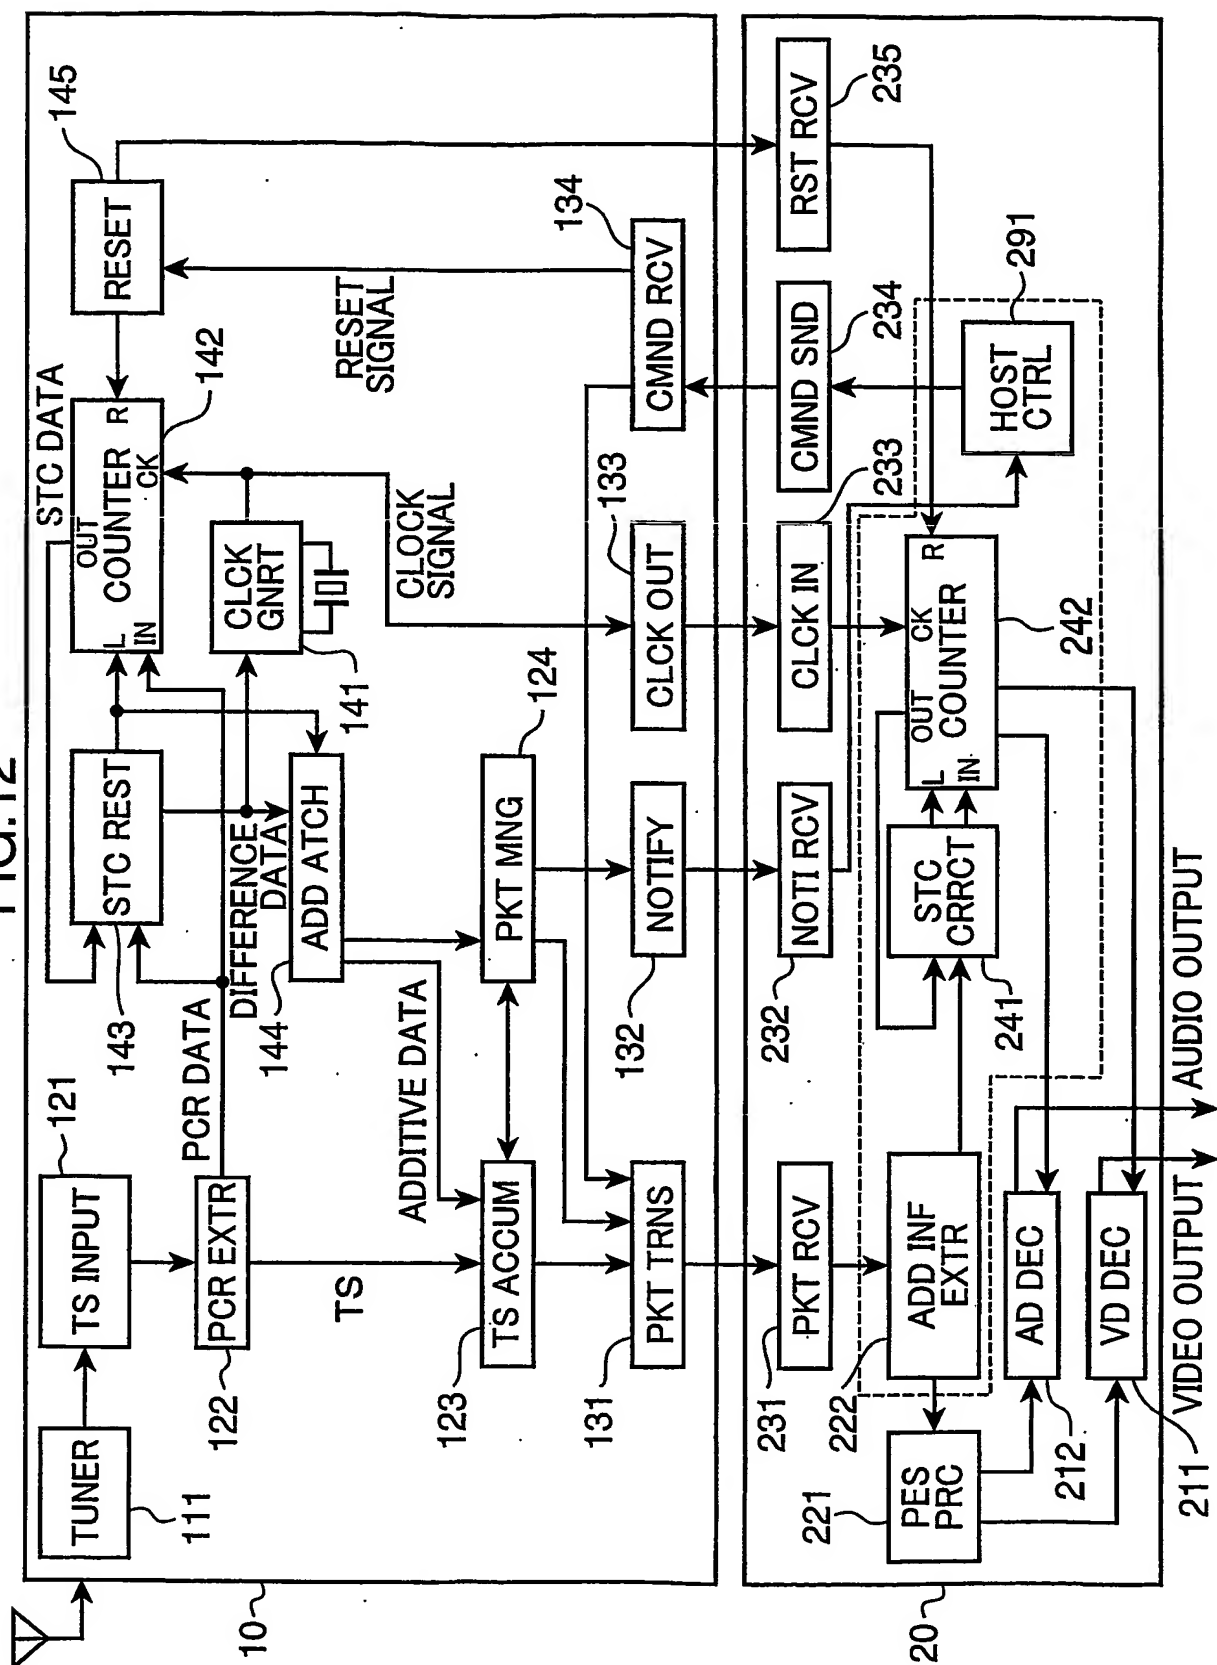 FIG.12
10
TUNER
111
TS INPUT
121
PCR EXTR
122
PCR DATA
TS
STC REST
143
DIFFERENCE
DATA
ADD ATCH
144
ADDITIVE DATA
STC DATA
OUT
COUNTER
L
IN
R
CK
142
CLCK
GNRT
141
CLOCK
SIGNAL
RESET
145
RESET
SIGNAL
TS ACCUM
123
PKT MNG
124
PKT TRNS
131
NOTIFY
132
CLCK OUT
133
CMND RCV
134
20
PKT RCV
231
NOTI RCV
232
CLCK IN
233
CMND SND
234
RST RCV
235
ADD INF
EXTR
222
STC
CRRCT
241
OUT
CK
R
COUNTER
L
IN
242
HOST
CTRL
291
PES
PRC
221
AD DEC
212
VD DEC
211
VIDEO OUTPUT
AUDIO OUTPUT